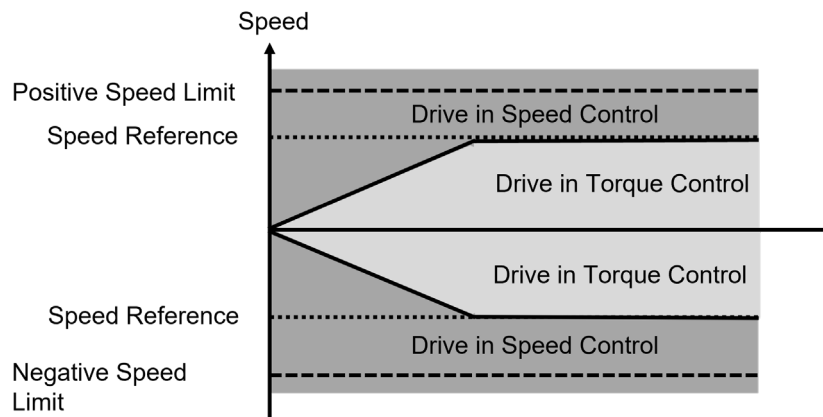 Speed
Positive Speed Limit
Drive in Speed Control
Speed Reference
Drive in Torque Control
Drive in Torque Control
Speed Reference
Drive in Speed Control
Negative Speed
Limit